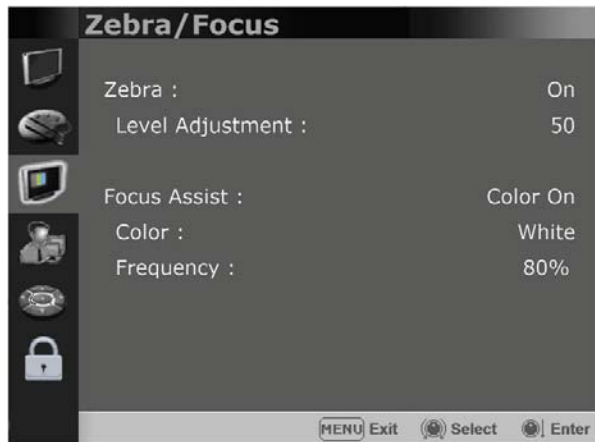 Zebra/Focus
Zebra : On
Level Adjustment : 50
Focus Assist : Color On
Color : White
Frequency : 80%
MENU Exit Select Enter